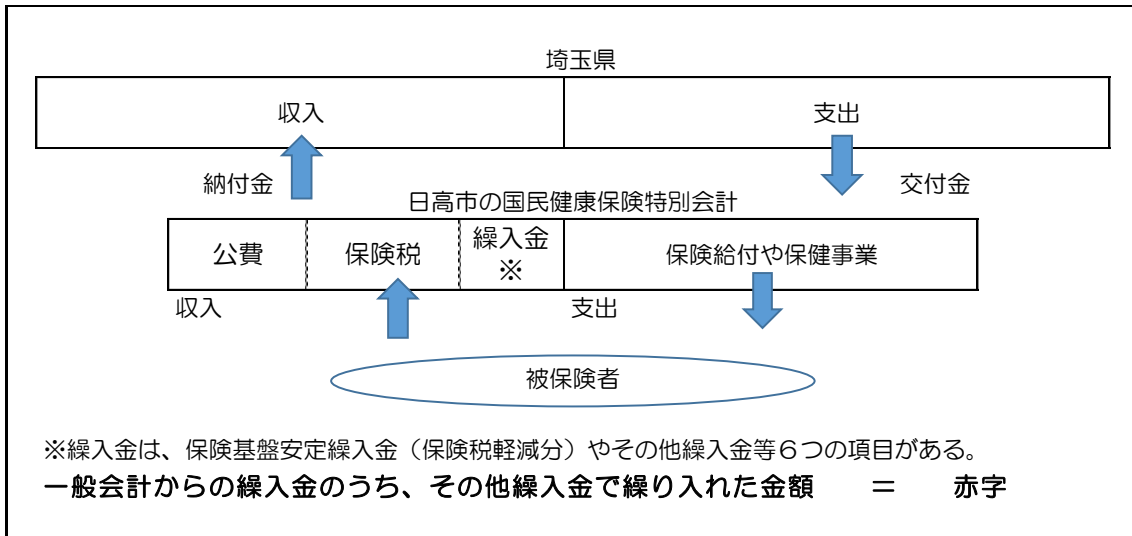 埼玉県
収入
支出
納付金
交付金
日高市の国民健康保険特別会計
公費
保険税
繰入金
※
保険給付や保健事業
収入
支出
被保険者
※繰入金は、保険基盤安定繰入金（保険税軽減分）やその他繰入金等６つの項目がある。
一般会計からの繰入金のうち、その他繰入金で繰り入れた金額　＝　赤字